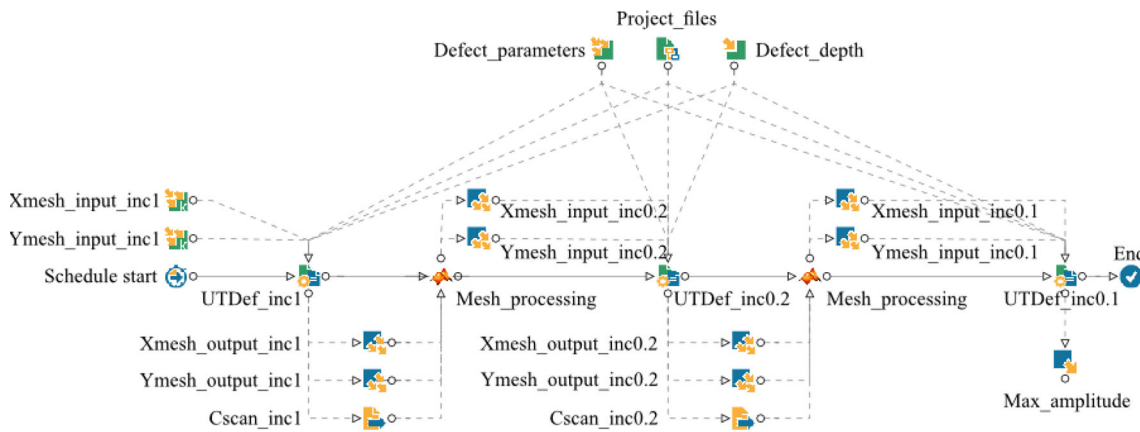 Project_files
Defect_parameters
Defect_depth
Xmesh_input_inc1
Xmesh_input_inc0.2
Xmesh_input_inc0.1
Ymesh_input_inc1
Ymesh_input_inc0.2
Ymesh_input_inc0.1
End
Schedule start
UTDef_inc1
Mesh_processing
UTDef_inc0.2
Mesh_processing
UTDef_inc0.1
Xmesh_output_inc1
Xmesh_output_inc0.2
Ymesh_output_inc1
Ymesh_output_inc0.2
Max_amplitude
Cscan_inc1
Cscan_inc0.2